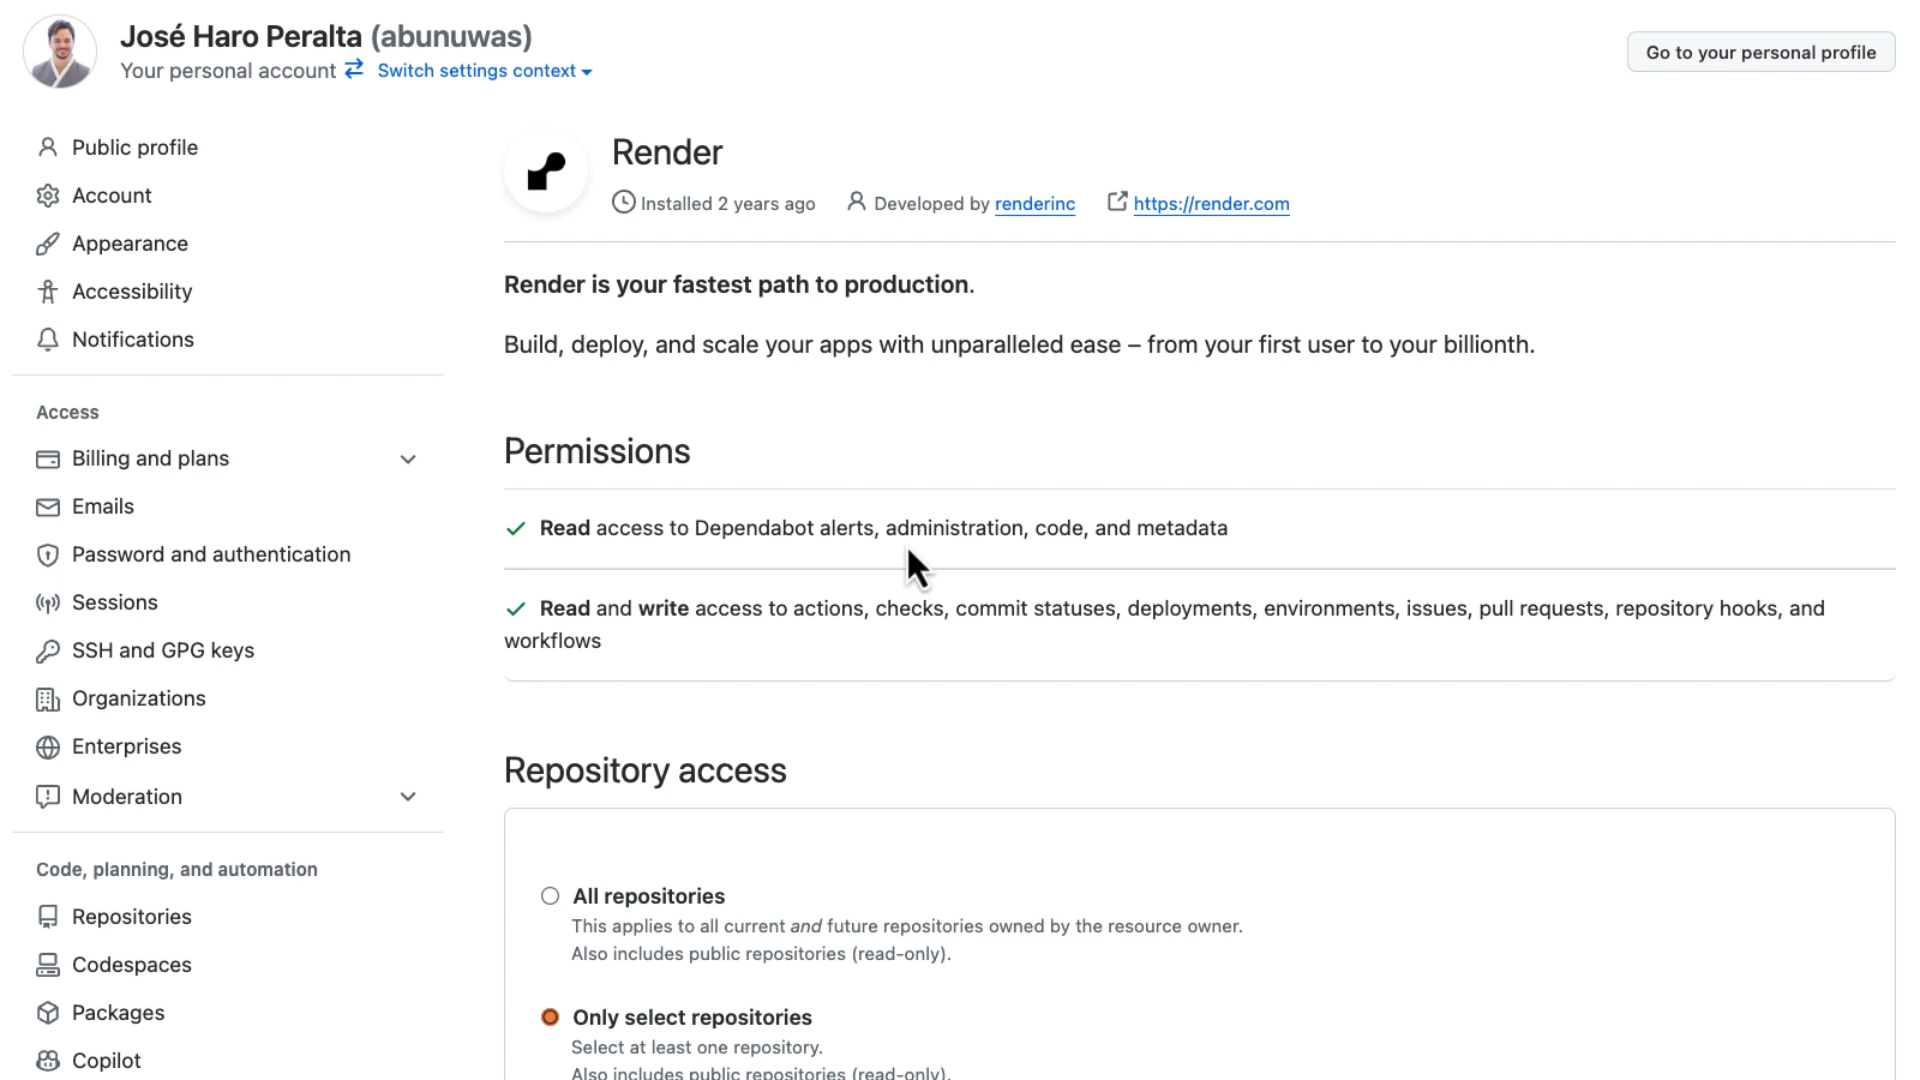 José Haro Peralta (abunuwas)
Your personal account Switch settings context
Go to your personal profile
Public profile
Account
Appearance
Accessibility
Notifications
Access
Billing and plans
Emails
Password and authentication
Sessions
SSH and GPG keys
Organizations
Enterprises
Moderation
Code, planning, and automation
Repositories
Codespaces
Packages
Copilot
Render
Installed 2 years ago Developed by renderinc https://render.com
Render is your fastest path to production.
Build, deploy, and scale your apps with unparalleled ease – from your first user to your billionth.
Permissions
Read access to Dependabot alerts, administration, code, and metadata
Read and write access to actions, checks, commit statuses, deployments, environments, issues, pull requests, repository hooks, and
workflows
Repository access
All repositories
This applies to all current and future repositories owned by the resource owner.
Also includes public repositories (read-only).
Only select repositories
Select at least one repository.
Also includes public repositories (read-only).